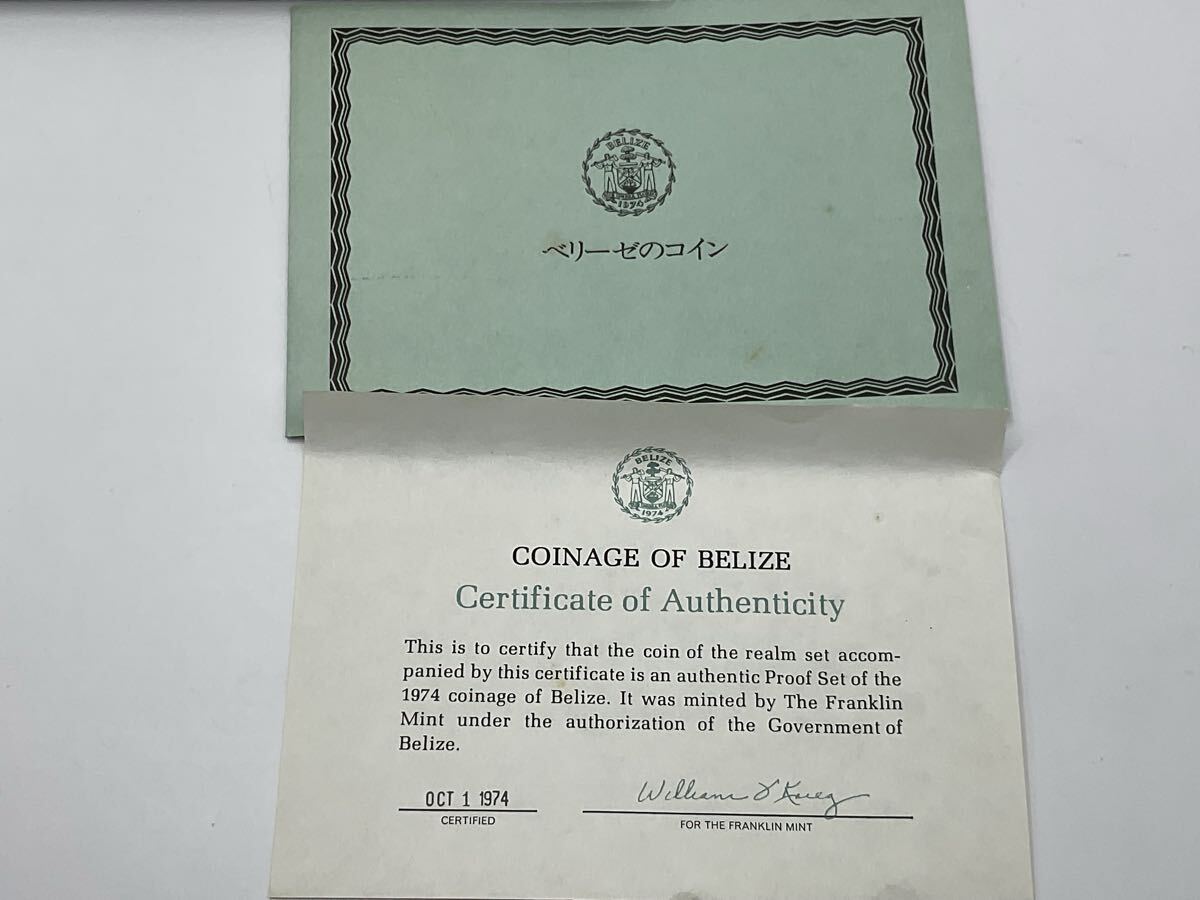 BELIZE
1974
ベリーゼのコイン
BELIZE
1974
COINAGE OF BELIZE
Certificate of Authenticity
This is to certify that the coin of the realm set accom-
panied by this certificate is an authentic Proof Set of the
1974 coinage of Belize. It was minted by The Franklin
Mint under the authorization of the Government of
Belize.
OCT 1 1974
CERTIFIED
William
FOR THE FRANKLIN MINT